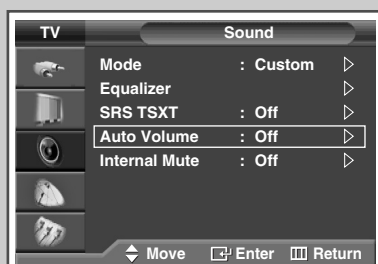 TV Sound
Mode : Custom
Equalizer
SRS TSXT : Off
Auto Volume : Off
Internal Mute : Off
Move Enter Return